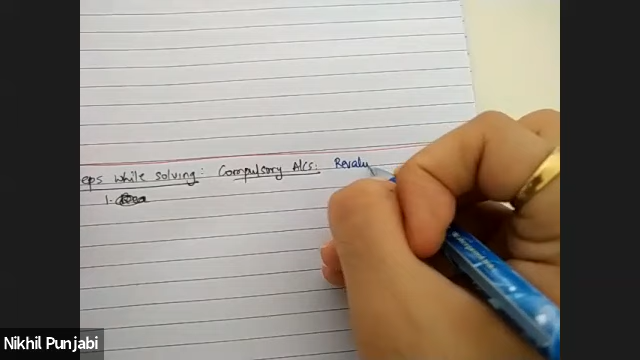 eps while solving: Compulsory A/Cs: Revalu
1.
Nikhil Punjabi